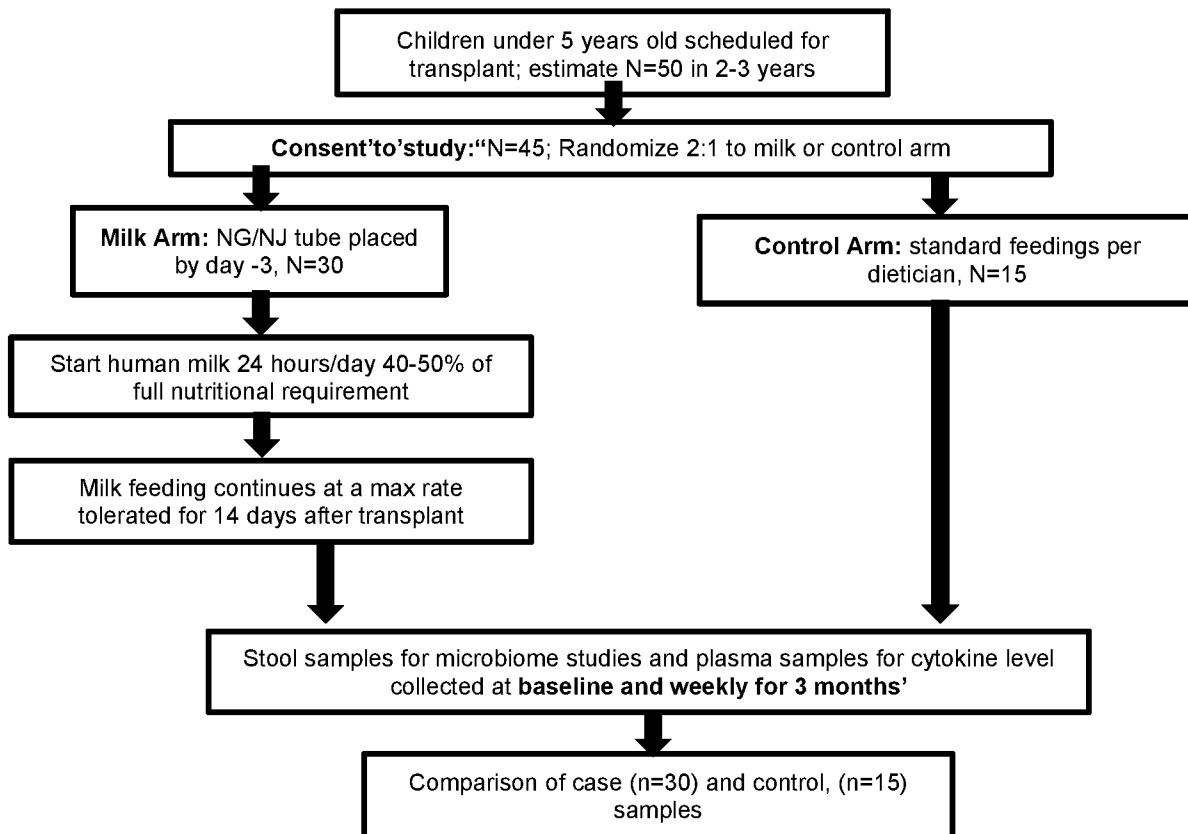 Children under 5 years old scheduled for
transplant; estimate N=50 in 2-3 years
Consent'to'study:“N=45; Randomize 2:1 to milk or control arm
Milk Arm: NG/NJ tube placed
by day -3, N=30
Control Arm: standard feedings per
dietician, N=15
Start human milk 24 hours/day 40-50% of
full nutritional requirement
Milk feeding continues at a max rate
tolerated for 14 days after transplant
Stool samples for microbiome studies and plasma samples for cytokine level
collected at baseline and weekly for 3 months'
Comparison of case (n=30) and control, (n=15)
samples